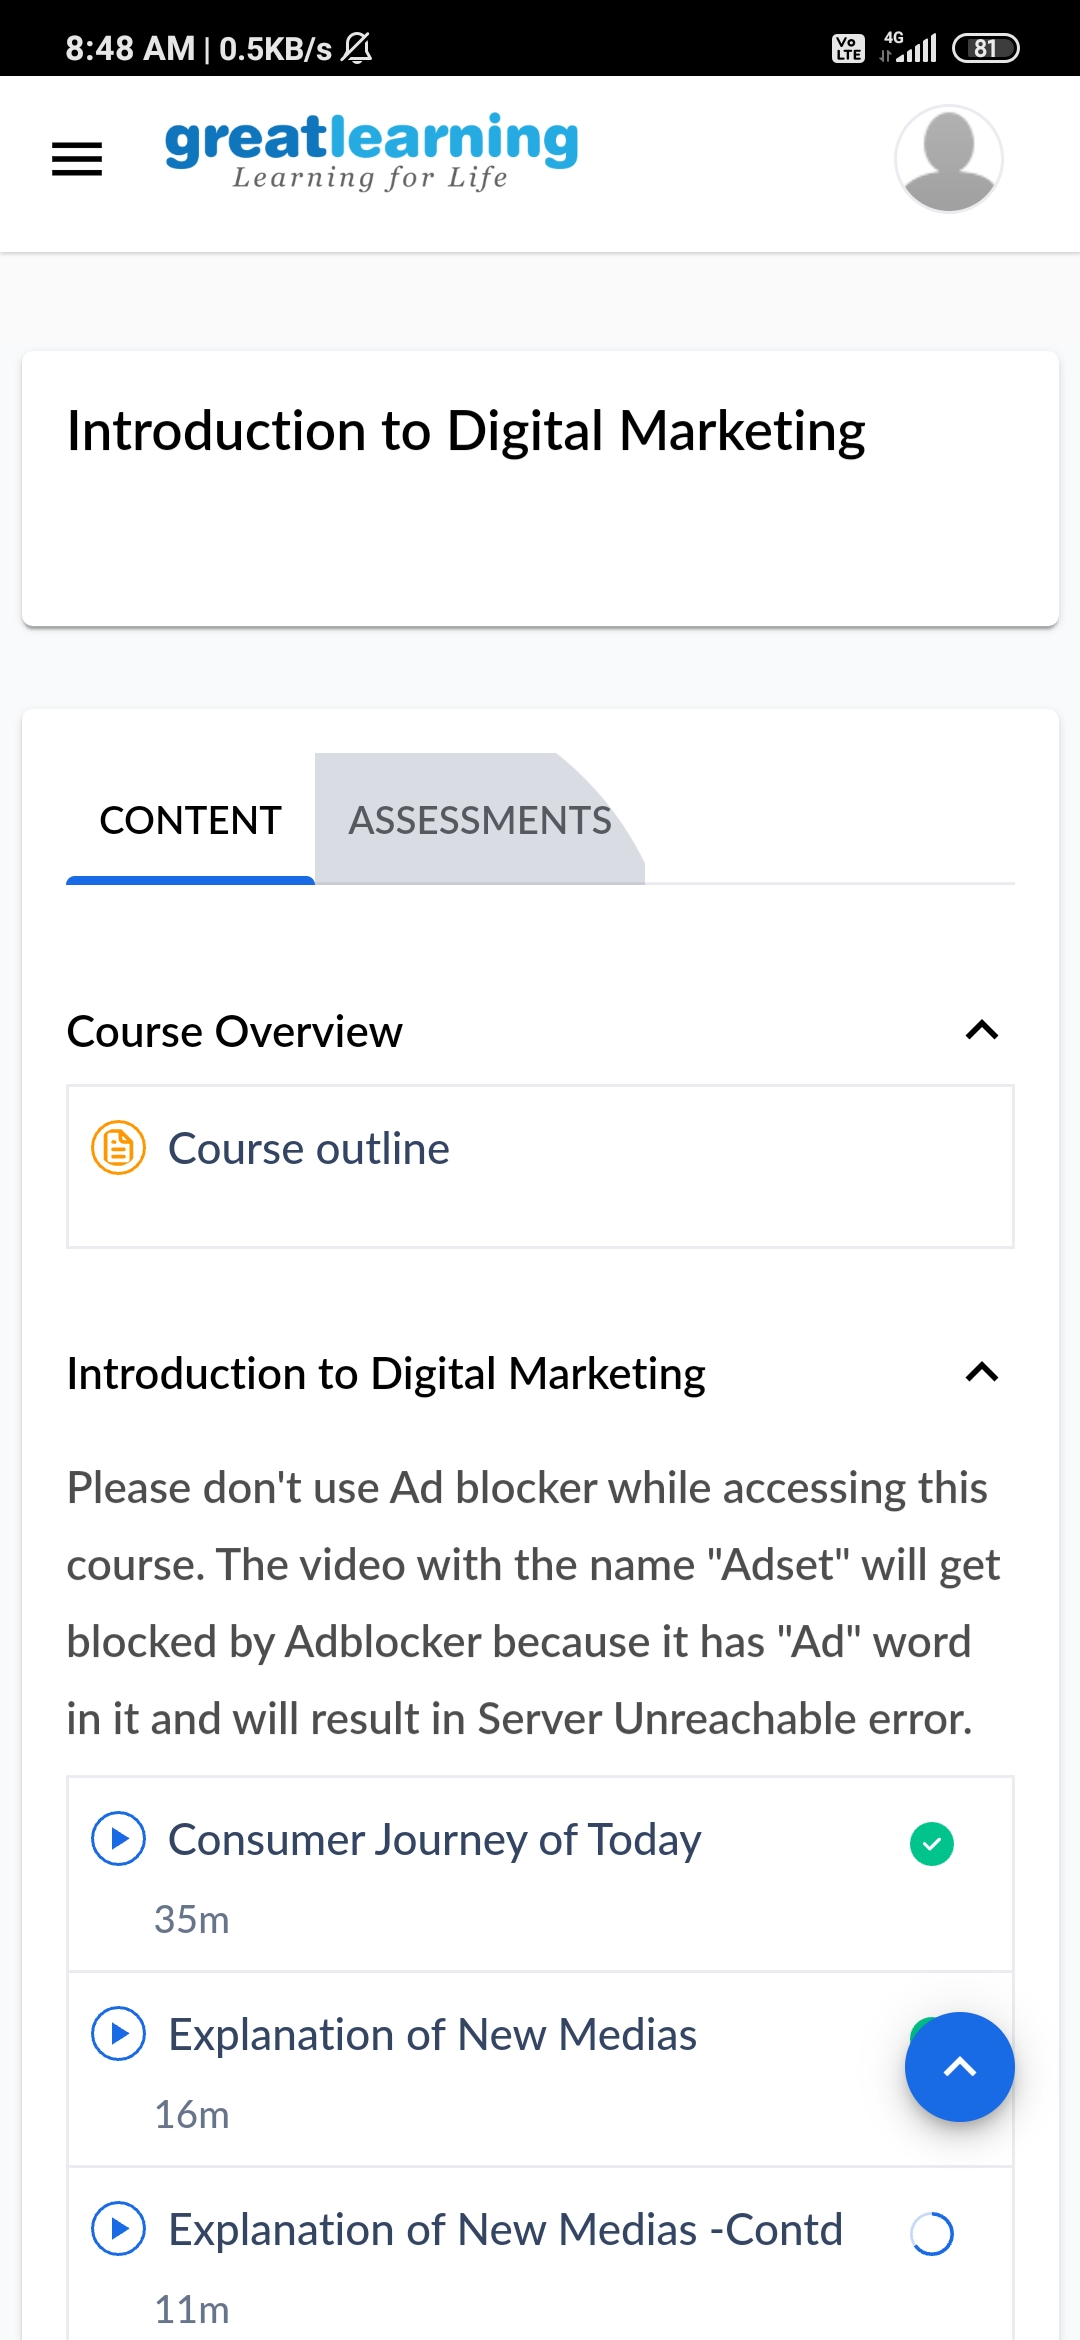 8:48 AM | 0.5KB/s
Vo LTE 4G 81
greatlearning
Learning for Life
Introduction to Digital Marketing
CONTENT ASSESSMENTS
Course Overview
Course outline
Introduction to Digital Marketing
Please don't use Ad blocker while accessing this
course. The video with the name "Adset" will get
blocked by Adblocker because it has "Ad" word
in it and will result in Server Unreachable error.
Consumer Journey of Today
35m
Explanation of New Medias
16m
Explanation of New Medias -Contd
11m